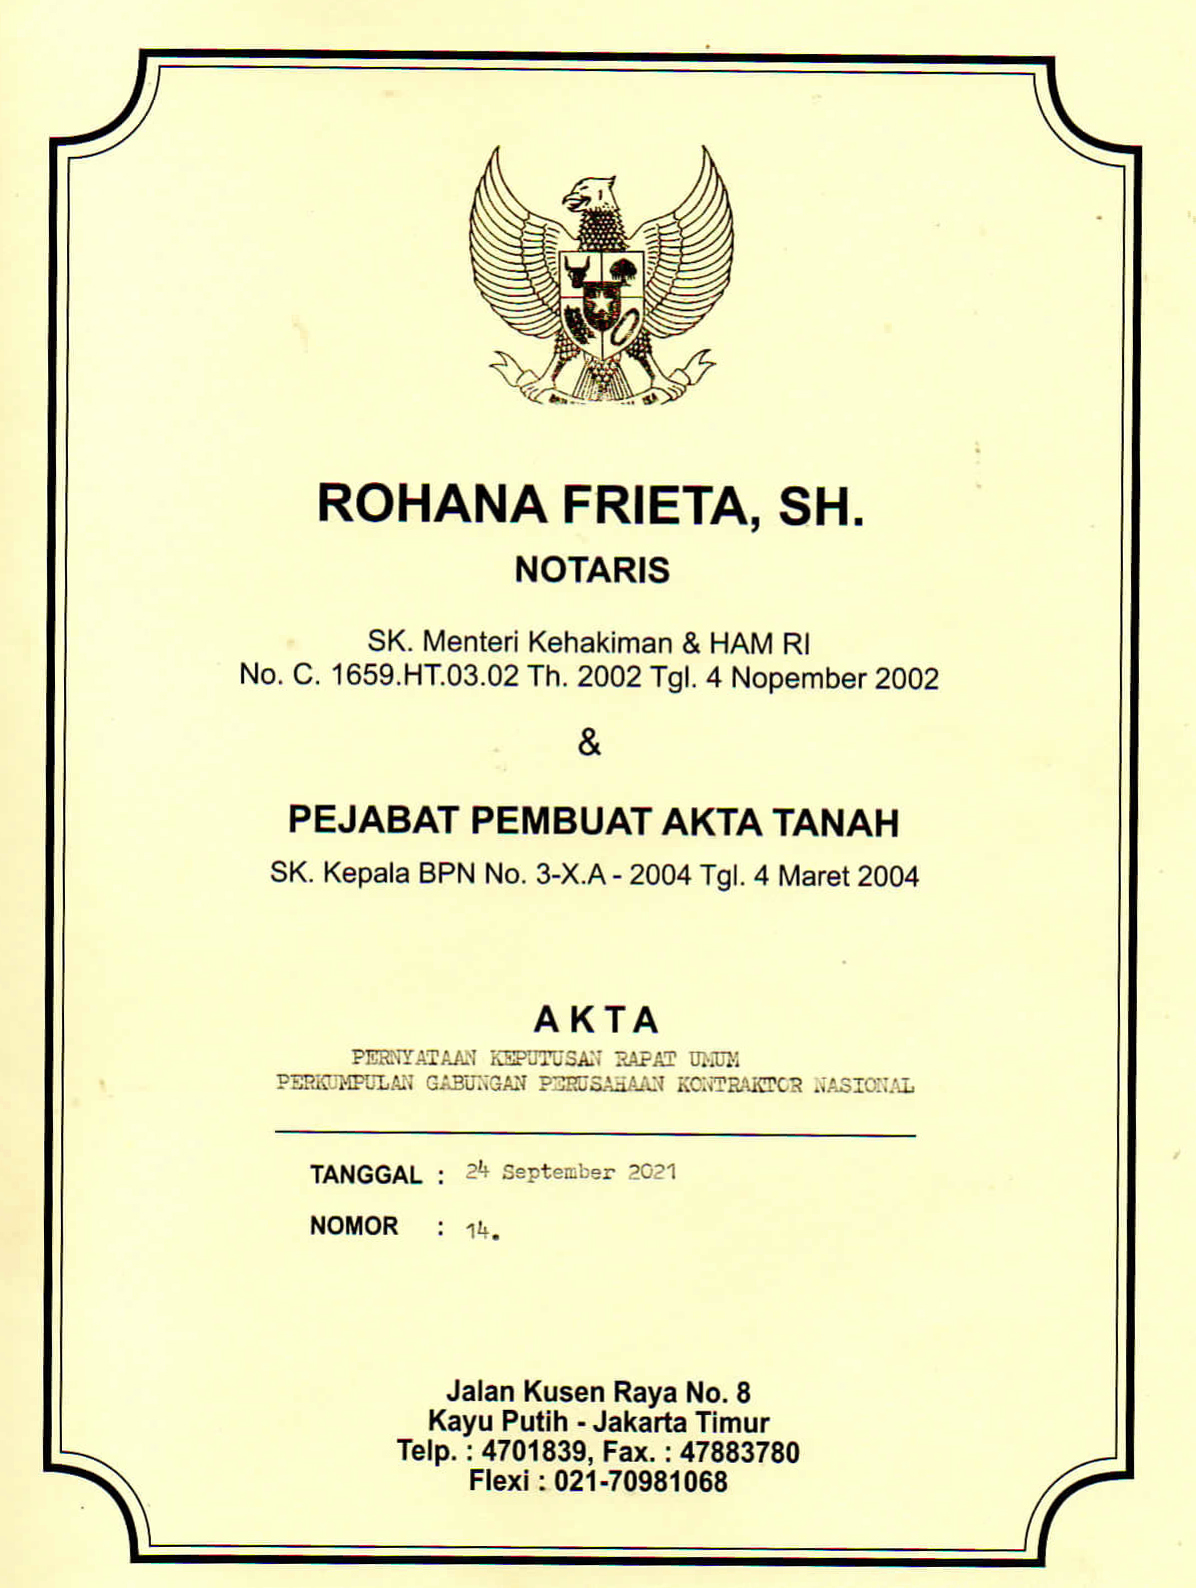 ROHANA FRIETA, SH.
NOTARIS
SK. Menteri Kehakiman & HAM RI
No. C. 1659.HT.03.02 Th. 2002 Tgl. 4 Nopember 2002
&
PEJABAT PEMBUAT AKTA TANAH
SK. Kepala BPN No. 3-X.A - 2004 Tgl. 4 Maret 2004
AKTA
PERNYATAAN KEPUTUSAN RAPAT UMUM
PERKUMPULAN GABUNGAN PERUSAHAAN KONTRAKTOR NASIONAL
TANGGAL : 24 September 2021
NOMOR : 14.
Jalan Kusen Raya No. 8
Kayu Putih - Jakarta Timur
Telp. : 4701839, Fax. : 47883780
Flexi : 021-70981068